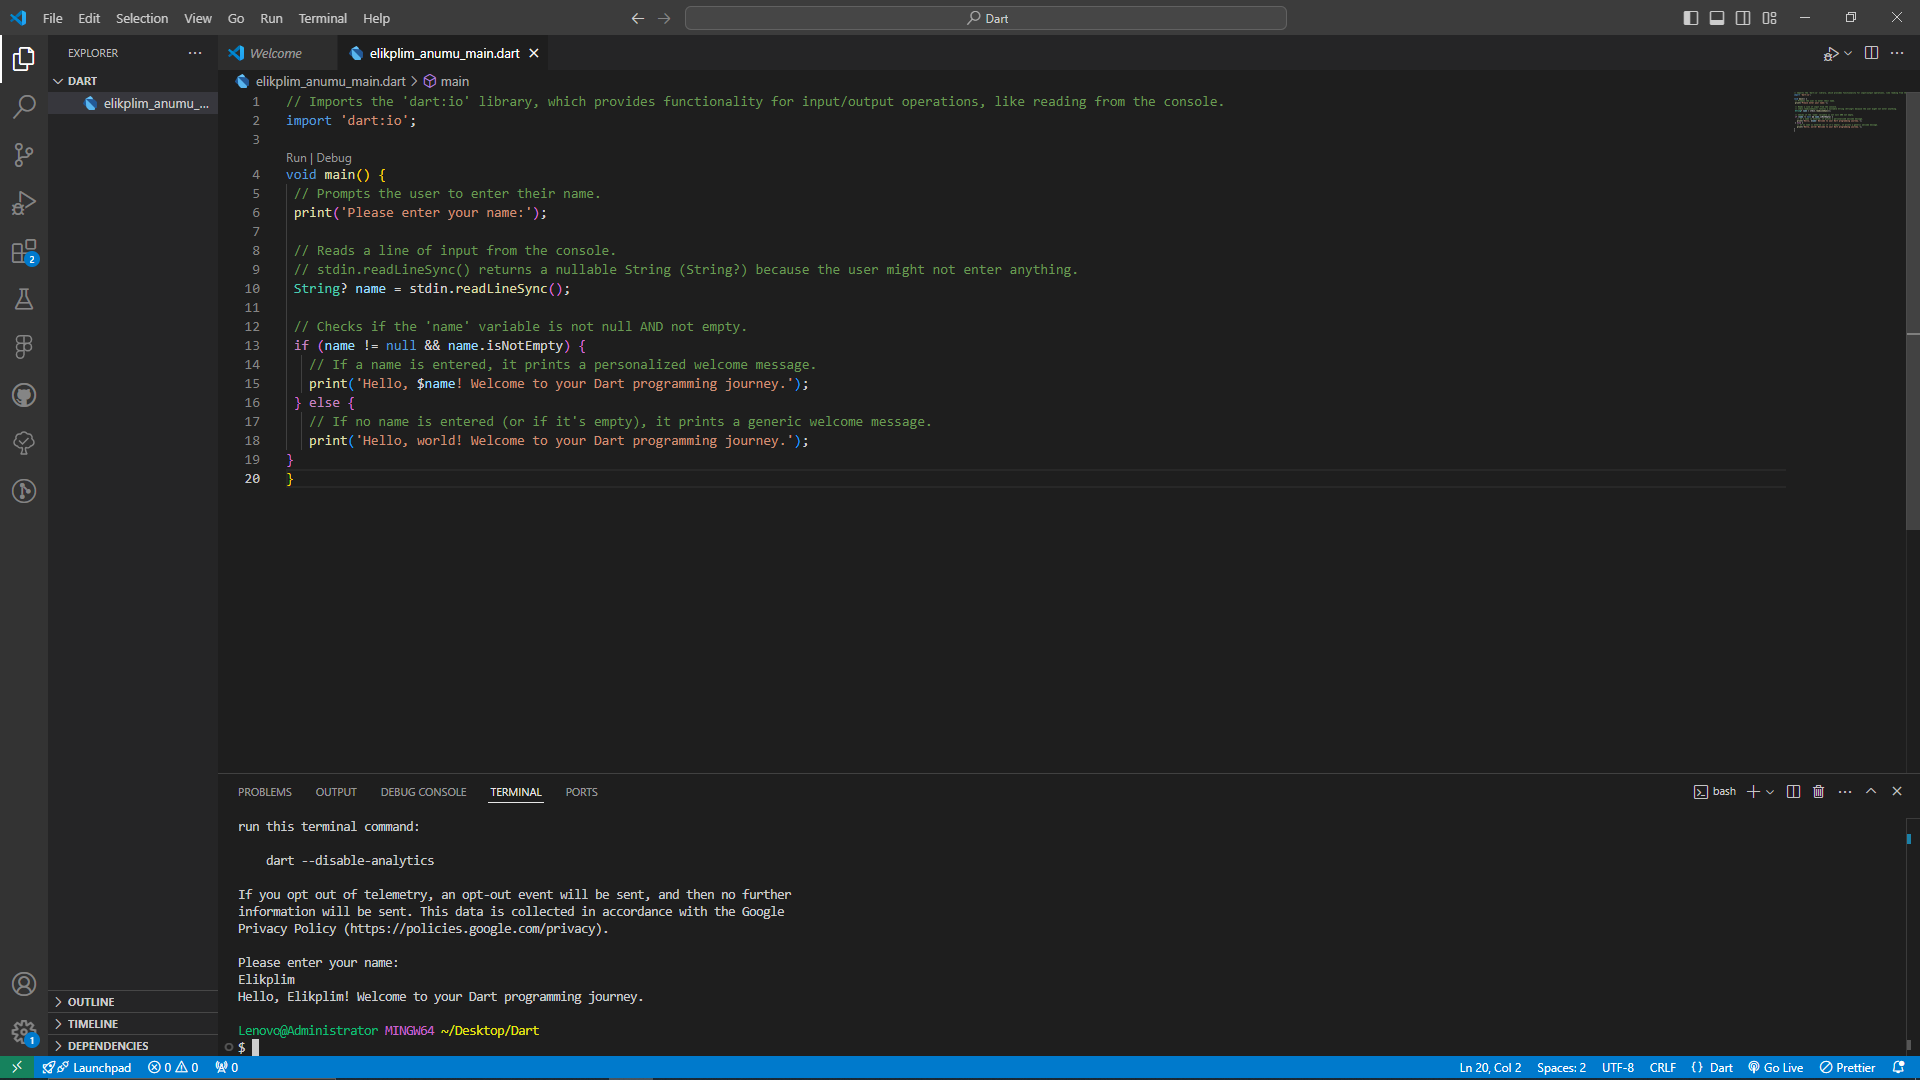 File Edit Selection View Go Run Terminal Help
Dart
EXPLORER
Welcome
elikplim_anumu_main.dart
DART
elikplim_anumu_...
elikplim_anumu_main.dart > main
1 // Imports the 'dart:io' library, which provides functionality for input/output operations, like reading from the console.
2 import 'dart:io';
3
Run | Debug
4 void main() {
5 // Prompts the user to enter their name.
6 print('Please enter your name:');
7
8 // Reads a line of input from the console.
9 // stdin.readLineSync() returns a nullable String (String?) because the user might not enter anything.
10 String? name = stdin.readLineSync();
11
12 // Checks if the 'name' variable is not null AND not empty.
13 if (name != null && name.isNotEmpty) {
14 // If a name is entered, it prints a personalized welcome message.
15 print('Hello, $name! Welcome to your Dart programming journey.');
16 } else {
17 // If no name is entered (or if it's empty), it prints a generic welcome message.
18 print('Hello, world! Welcome to your Dart programming journey.');
19 }
20 }
2
PROBLEMS OUTPUT DEBUG CONSOLE TERMINAL PORTS
bash
run this terminal command:
dart --disable-analytics
If you opt out of telemetry, an opt-out event will be sent, and then no further
information will be sent. This data is collected in accordance with the Google
Privacy Policy (https://policies.google.com/privacy).
Please enter your name:
Elikplim
Hello, Elikplim! Welcome to your Dart programming journey.
Lenovo@Administrator MINGW64 ~/Desktop/Dart
$
OUTLINE
TIMELINE
DEPENDENCIES
1
Launchpad 0 0 0
Ln 20, Col 2 Spaces: 2 UTF-8 CRLF {} Dart Go Live Prettier